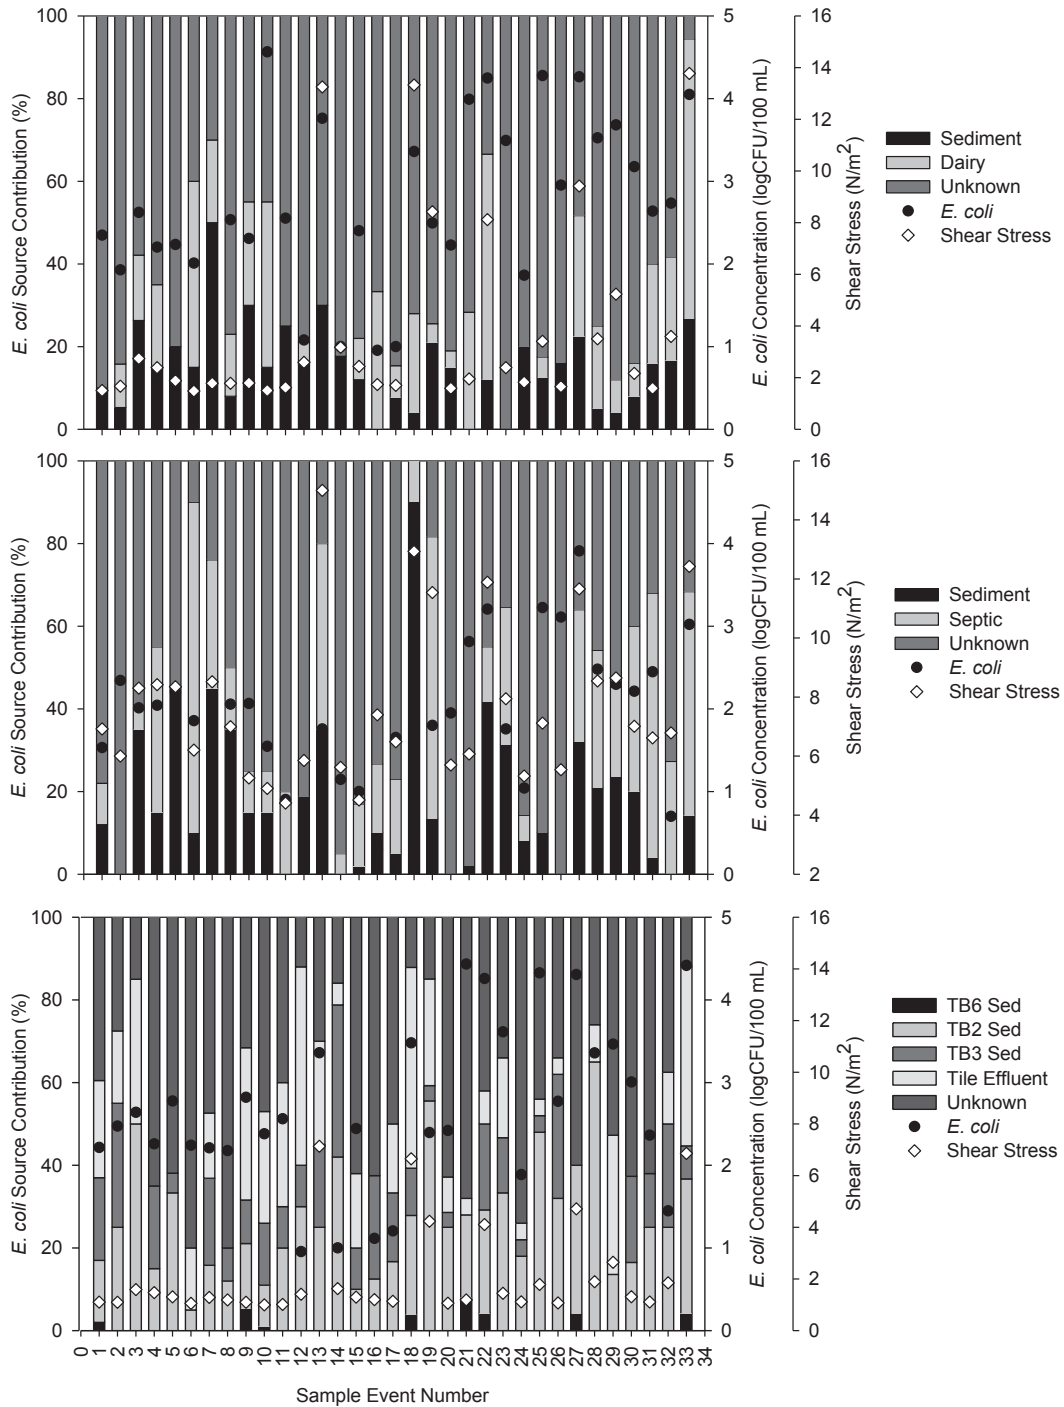 100
80
60
40
20
0
E. coli Source Contribution (%)
5
4
3
2
1
0
E. coli Concentration (logCFU/100 mL)
16
14
12
10
8
6
4
2
0
Shear Stress (N/m2)
Sediment
Dairy
Unknown
E. coli
Shear Stress
100
80
60
40
20
0
E. coli Source Contribution (%)
5
4
3
2
1
0
E. coli Concentration (logCFU/100 mL)
16
14
12
10
8
6
4
2
Shear Stress (N/m2)
Sediment
Septic
Unknown
E. coli
Shear Stress
100
80
60
40
20
0
E. coli Source Contribution (%)
5
4
3
2
1
0
E. coli Concentration (logCFU/100 mL)
16
14
12
10
8
6
4
2
0
Shear Stress (N/m2)
TB6 Sed
TB2 Sed
TB3 Sed
Tile Effluent
Unknown
E. coli
Shear Stress
0 1 2 3 4 5 6 7 8 9 10 11 12 13 14 15 16 17 18 19 20 21 22 23 24 25 26 27 28 29 30 31 32 33 34
Sample Event Number